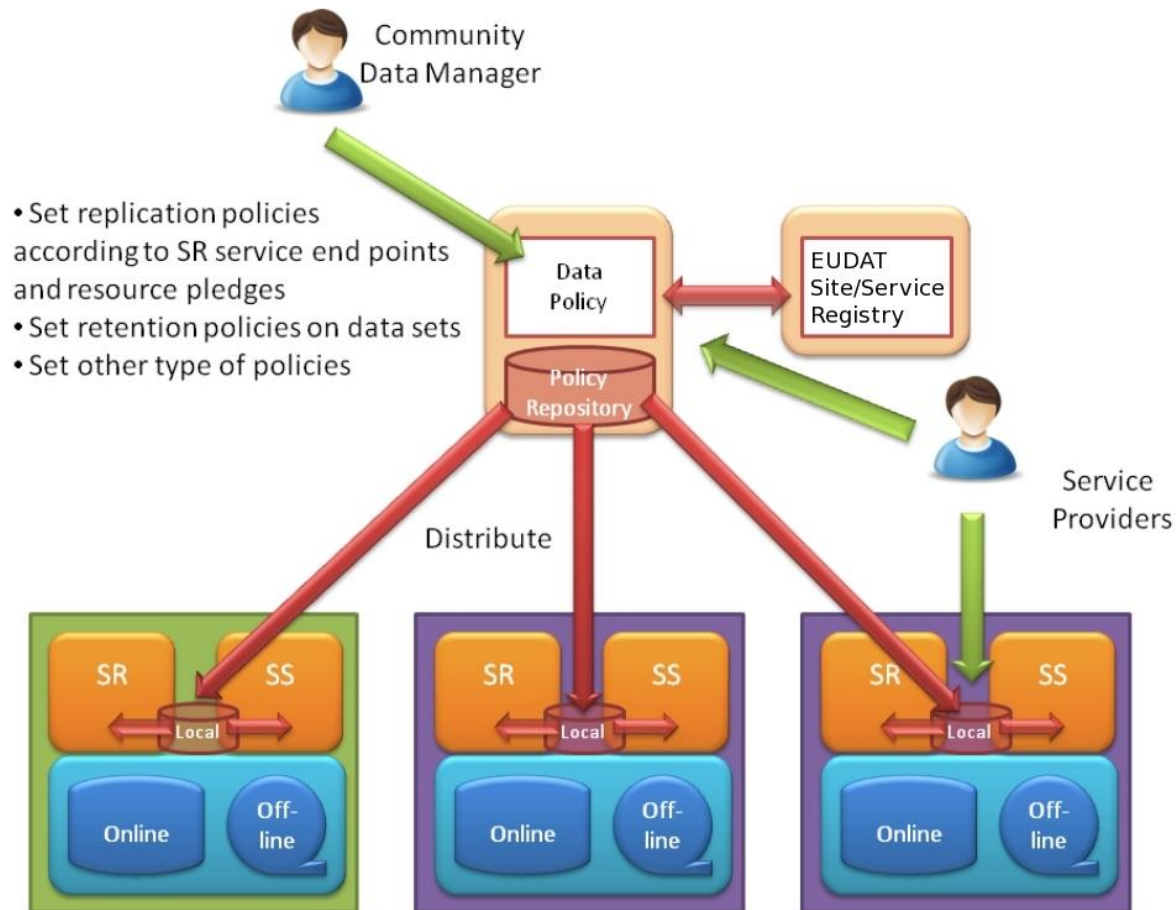 Community
Data Manager
• Set replication policies
according to SR service end points
and resource pledges
• Set retention policies on data sets
• Set other type of policies
Data
Policy
EUDAT
Site/Service
Registry
Policy
Repository
Service
Providers
Distribute
SR
SS
Local
Online
Off-
line
SR
SS
Local
Online
Off-
line
SR
SS
Local
Online
Off-
line